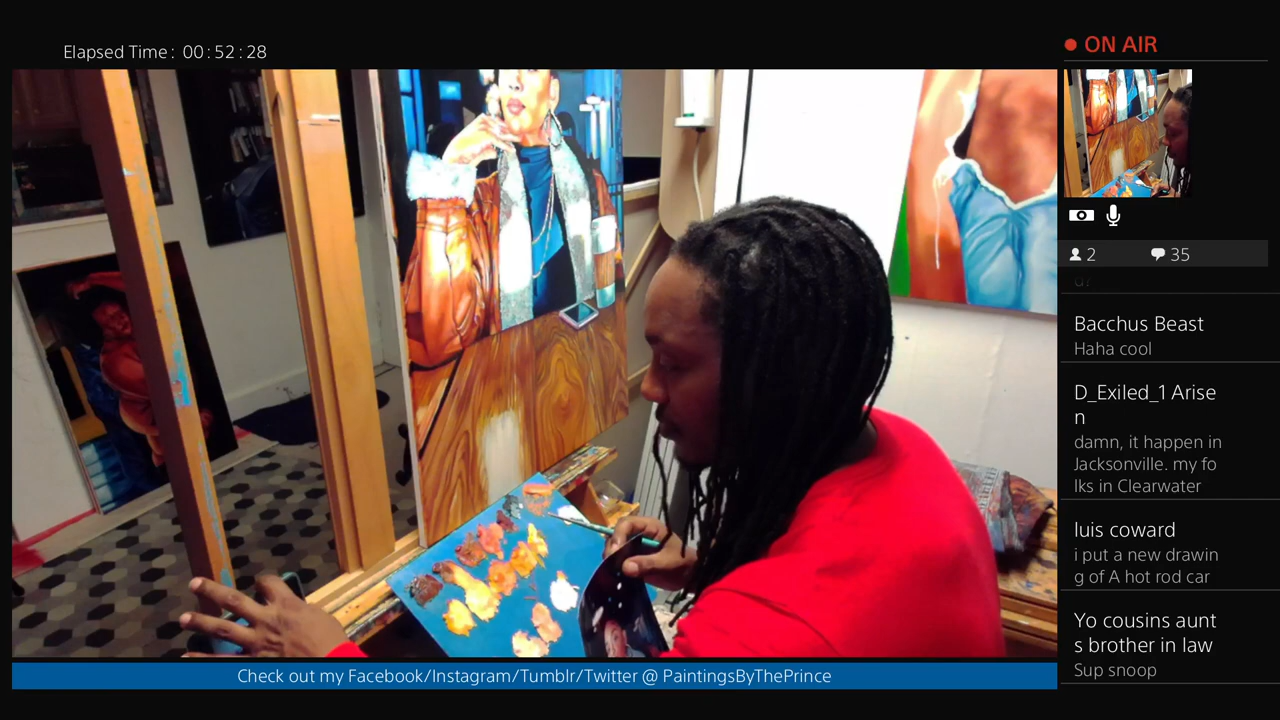 Elapsed Time: 00:52:28
ON AIR
2
35
Bacchus Beast
Haha cool
D_Exiled_1 Arise
n
damn, it happen in
Jacksonville. my fo
lks in Clearwater
luis coward
i put a new drawin
g of A hot rod car
Yo cousins aunt
s brother in law
Sup snoop
Check out my Facebook/Instagram/Tumblr/Twitter @ PaintingsByThePrince